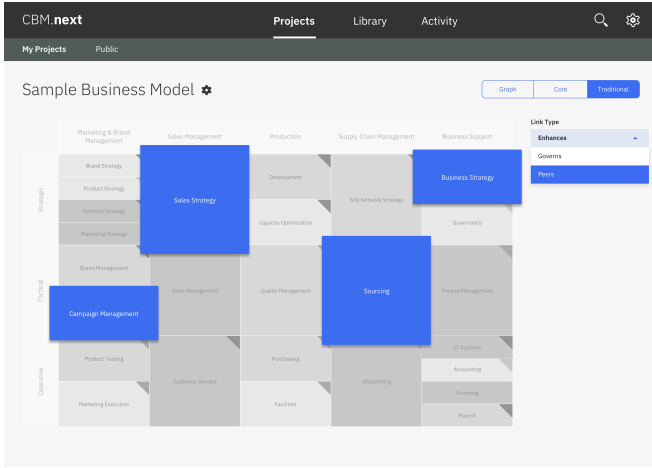 CBM.next
Projects
Library
Activity
My Projects
Public
Sample Business Model
Graph
Core
Traditional
Link Type
Enhances
Governs
Peers
Marketing & Brand
Management
Sales Management
Production
Supply Chain Management
Business Support
Strategic
Brand Strategy
Product Strategy
Portfolio Strategy
Marketing Strategy
Sales Strategy
Development
Capacity Optimization
Site Network Strategy
Business Strategy
Governance
Tactical
Brand Management
Campaign Management
Sales Management
Quality Management
Sourcing
Project Management
Operative
Product Testing
Marketing Execution
Customer Service
Purchasing
Facilities
Dispatching
IT Systems
Accounting
Invoicing
Payroll